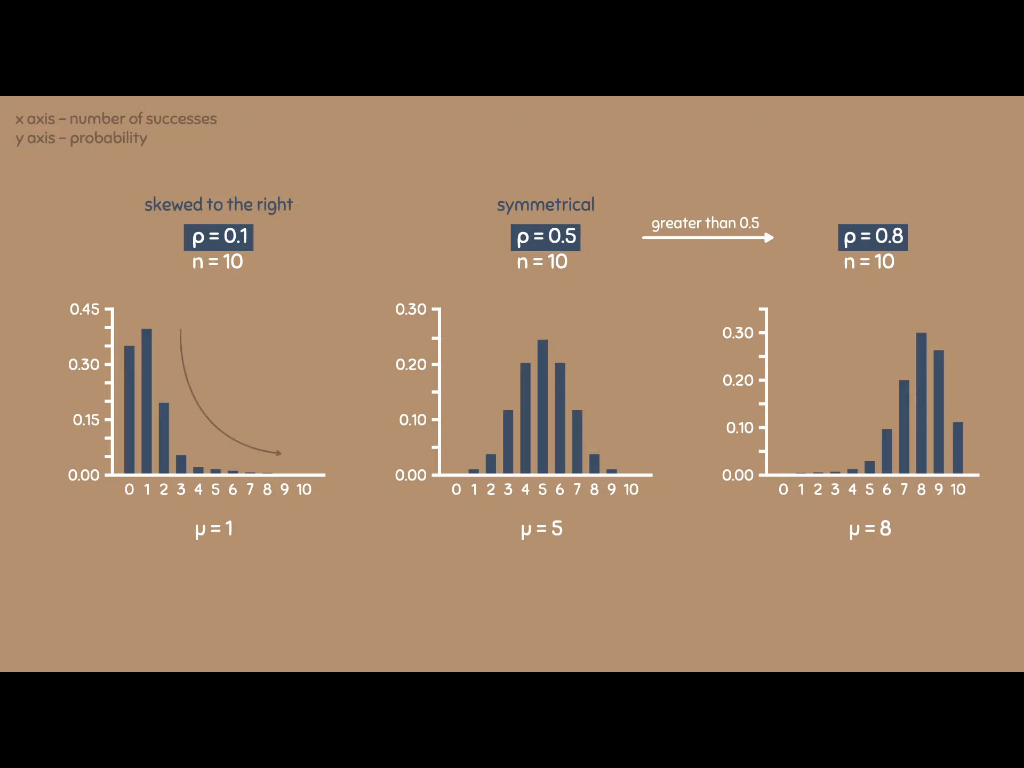 x axis – number of successes
y axis – probability
skewed to the right
ρ = 0.1
n = 10
0.45
0.30
0.15
0.00
0 1 2 3 4 5 6 7 8 9 10
μ = 1
symmetrical
ρ = 0.5
n = 10
0.30
0.20
0.10
0.00
0 1 2 3 4 5 6 7 8 9 10
μ = 5
greater than 0.5
ρ = 0.8
n = 10
0.30
0.20
0.10
0.00
0 1 2 3 4 5 6 7 8 9 10
μ = 8